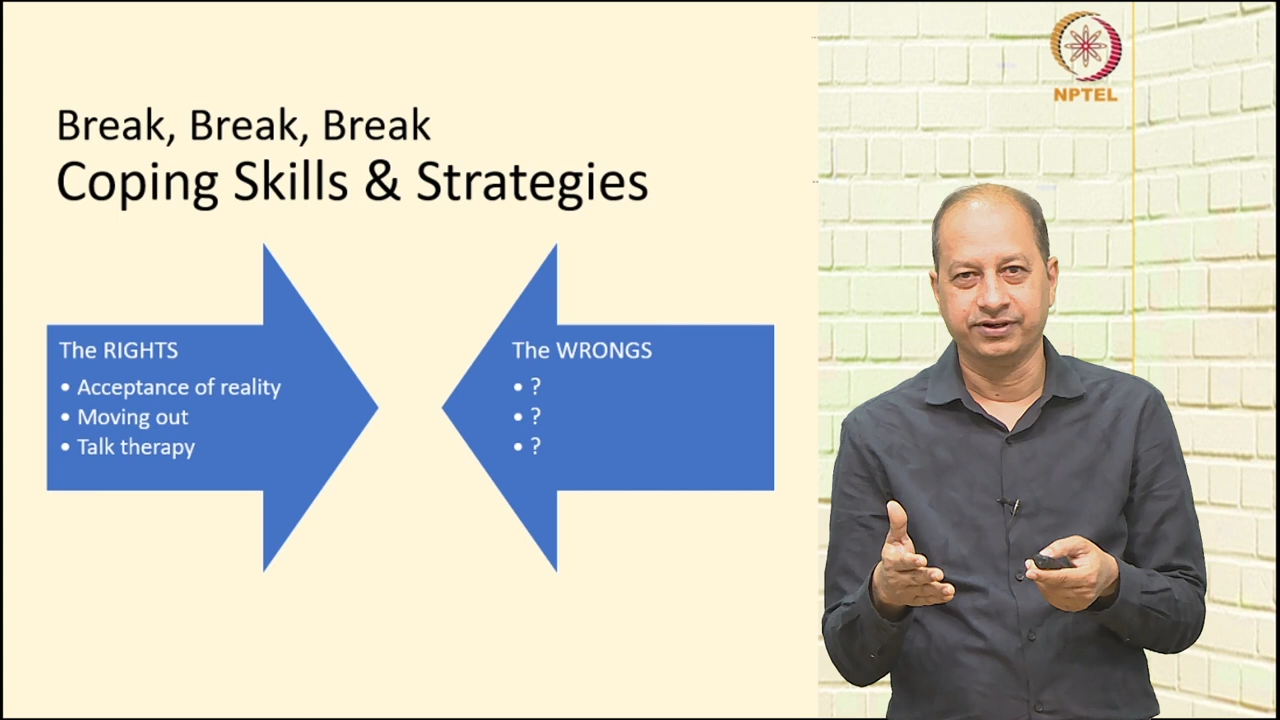 Break, Break, Break
Coping Skills & Strategies
The RIGHTS
• Acceptance of reality
• Moving out
• Talk therapy
The WRONGS
• ?
• ?
• ?
NPTEL